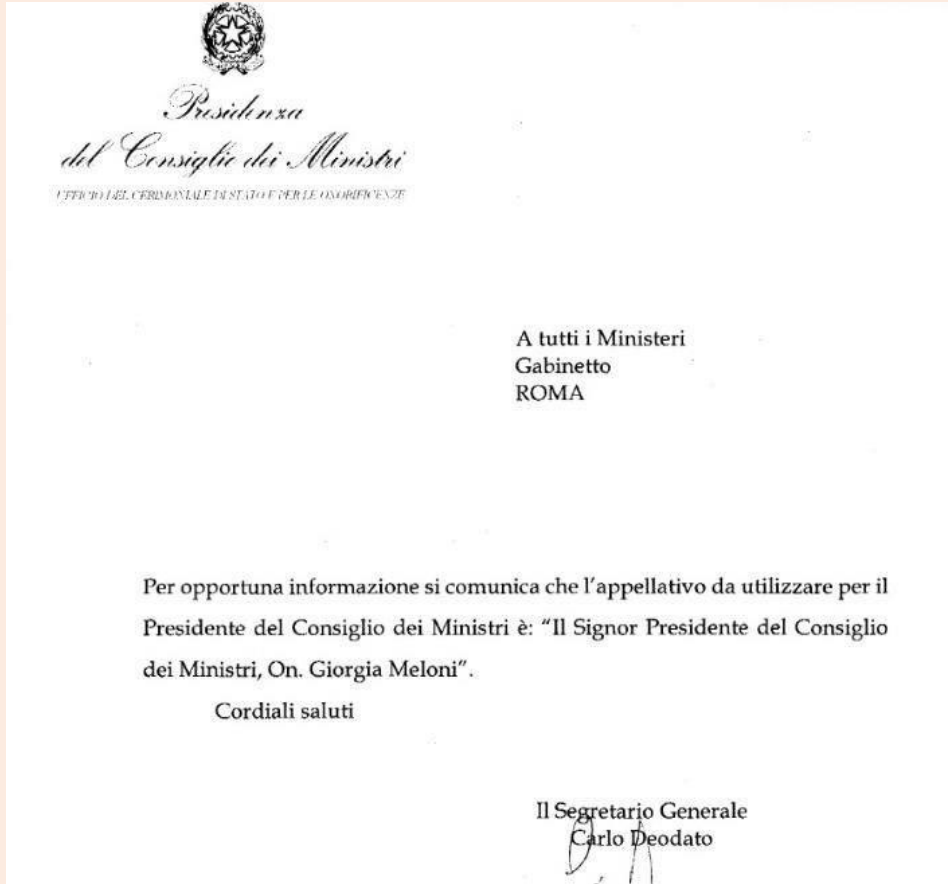 Presidenza
del Consiglio dei Ministri
UFFICIO DEL CERIMONIALE DI STATO E PER LE ONORIFICENZE
A tutti i Ministeri
Gabinetto
ROMA
Per opportuna informazione si comunica che l'appellativo da utilizzare per il
Presidente del Consiglio dei Ministri è: "Il Signor Presidente del Consiglio
dei Ministri, On. Giorgia Meloni".
Cordiali saluti
Il Segretario Generale
Carlo Deodato